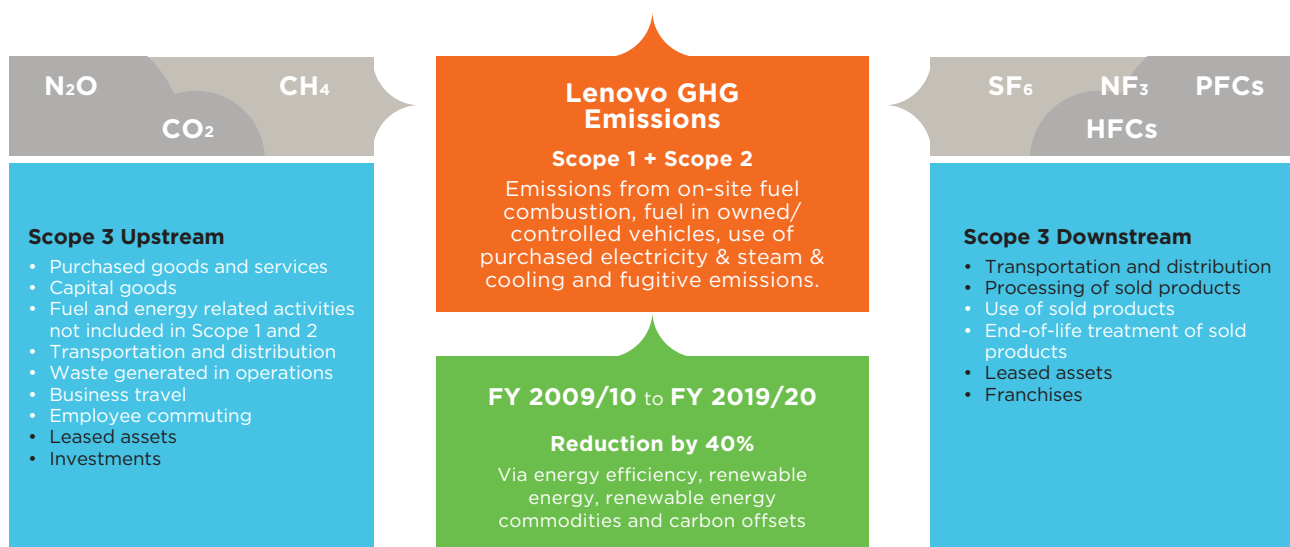 N2O
CH4
CO2
Scope 3 Upstream
• Purchased goods and services
• Capital goods
• Fuel and energy related activities
not included in Scope 1 and 2
• Transportation and distribution
• Waste generated in operations
• Business travel
• Employee commuting
• Leased assets
• Investments
Lenovo GHG
Emissions
Scope 1 + Scope 2
Emissions from on-site fuel
combustion, fuel in owned/
controlled vehicles, use of
purchased electricity & steam &
cooling and fugitive emissions.
FY 2009/10 to FY 2019/20
Reduction by 40%
Via energy efficiency, renewable
energy, renewable energy
commodities and carbon offsets
SF6
NF3
PFCs
HFCs
Scope 3 Downstream
• Transportation and distribution
• Processing of sold products
• Use of sold products
• End-of-life treatment of sold
products
• Leased assets
• Franchises